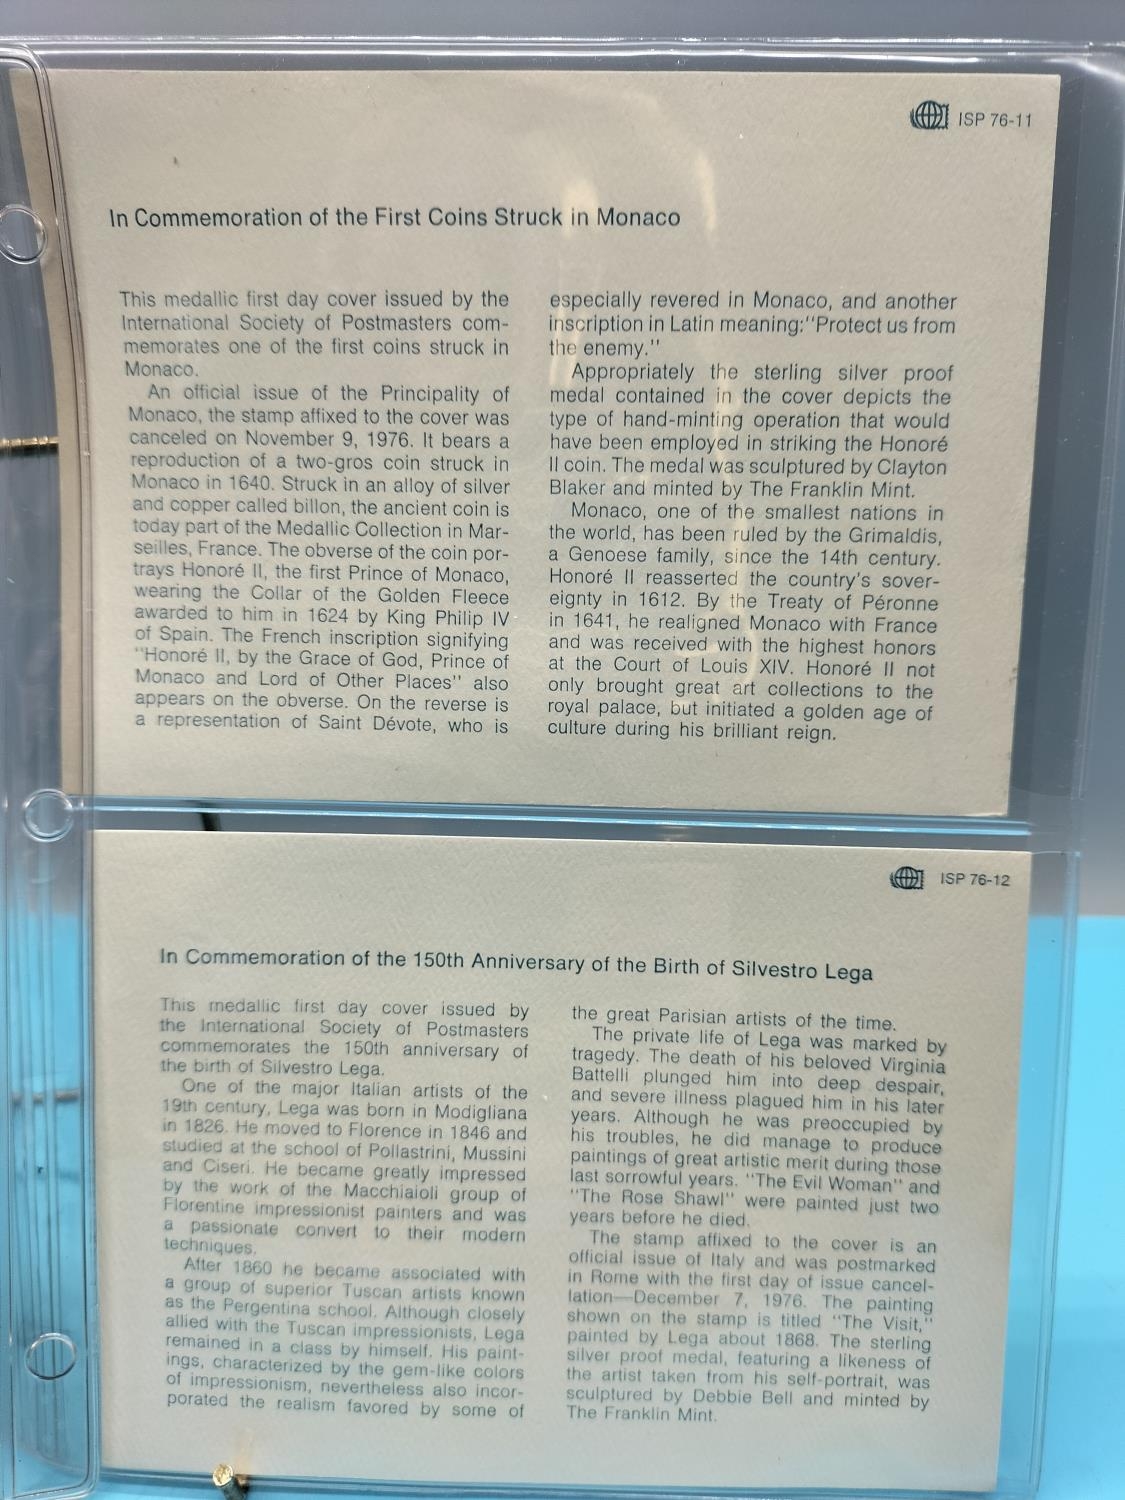 ISP 76-11
In Commemoration of the First Coins Struck in Monaco
This medallic first day cover issued by the
International Society of Postmasters com-
memorates one of the first coins struck in
Monaco.
An official issue of the Principality of
Monaco, the stamp affixed to the cover was
canceled on November 9, 1976. It bears a
reproduction of a two-gros coin struck in
Monaco in 1640. Struck in an alloy of silver
and copper called billon, the ancient coin is
today part of the Medallic Collection in Mar-
seilles, France. The obverse of the coin por-
trays Honoré II, the first Prince of Monaco,
wearing the Collar of the Golden Fleece
awarded to him in 1624 by King Philip IV
of Spain. The French inscription signifying
"Honoré II, by the Grace of God, Prince of
Monaco and Lord of Other Places" also
appears on the obverse. On the reverse is
a representation of Saint Dévote, who is
especially revered in Monaco, and another
inscription in Latin meaning:"Protect us from
the enemy."
Appropriately the sterling silver proof
medal contained in the cover depicts the
type of hand-minting operation that would
have been employed in striking the Honoré
II coin. The medal was sculptured by Clayton
Blaker and minted by The Franklin Mint.
Monaco, one of the smallest nations in
the world, has been ruled by the Grimaldis,
a Genoese family, since the 14th century.
Honoré II reasserted the country's sover-
eignty in 1612. By the Treaty of Péronne
in 1641, he realigned Monaco with France
and was received with the highest honors
at the Court of Louis XIV. Honoré II not
only brought great art collections to the
royal palace, but initiated a golden age of
culture during his brilliant reign.
ISP 76-12
In Commemoration of the 150th Anniversary of the Birth of Silvestro Lega
This medallic first day cover issued by
the International Society of Postmasters
commemorates the 150th anniversary of
the birth of Silvestro Lega.
One of the major Italian artists of the
19th century, Lega was born in Modigliana
in 1826. He moved to Florence in 1846 and
studied at the school of Pollastrini, Mussini
and Ciseri. He became greatly impressed
by the work of the Macchiaioli group of
Florentine impressionist painters and was
a passionate convert to their modern
techniques.
After 1860 he became associated with
a group of superior Tuscan artists known
as the Pergentina school. Although closely
allied with the Tuscan impressionists, Lega
remained in a class by himself. His paint-
ings, characterized by the gem-like colors
of impressionism, nevertheless also incor-
porated the realism favored by some of
the great Parisian artists of the time.
The private life of Lega was marked by
tragedy. The death of his beloved Virginia
Battelli plunged him into deep despair,
and severe illness plagued him in his later
years. Although he was preoccupied by
his troubles, he did manage to produce
paintings of great artistic merit during those
last sorrowful years. "The Evil Woman" and
"The Rose Shawl" were painted just two
years before he died.
The stamp affixed to the cover is an
official issue of Italy and was postmarked
in Rome with the first day of issue cancel-
lation—December 7, 1976. The painting
shown on the stamp is titled "The Visit,"
painted by Lega about 1868. The sterling
silver proof medal, featuring a likeness of
the artist taken from his self-portrait, was
sculptured by Debbie Bell and minted by
The Franklin Mint.